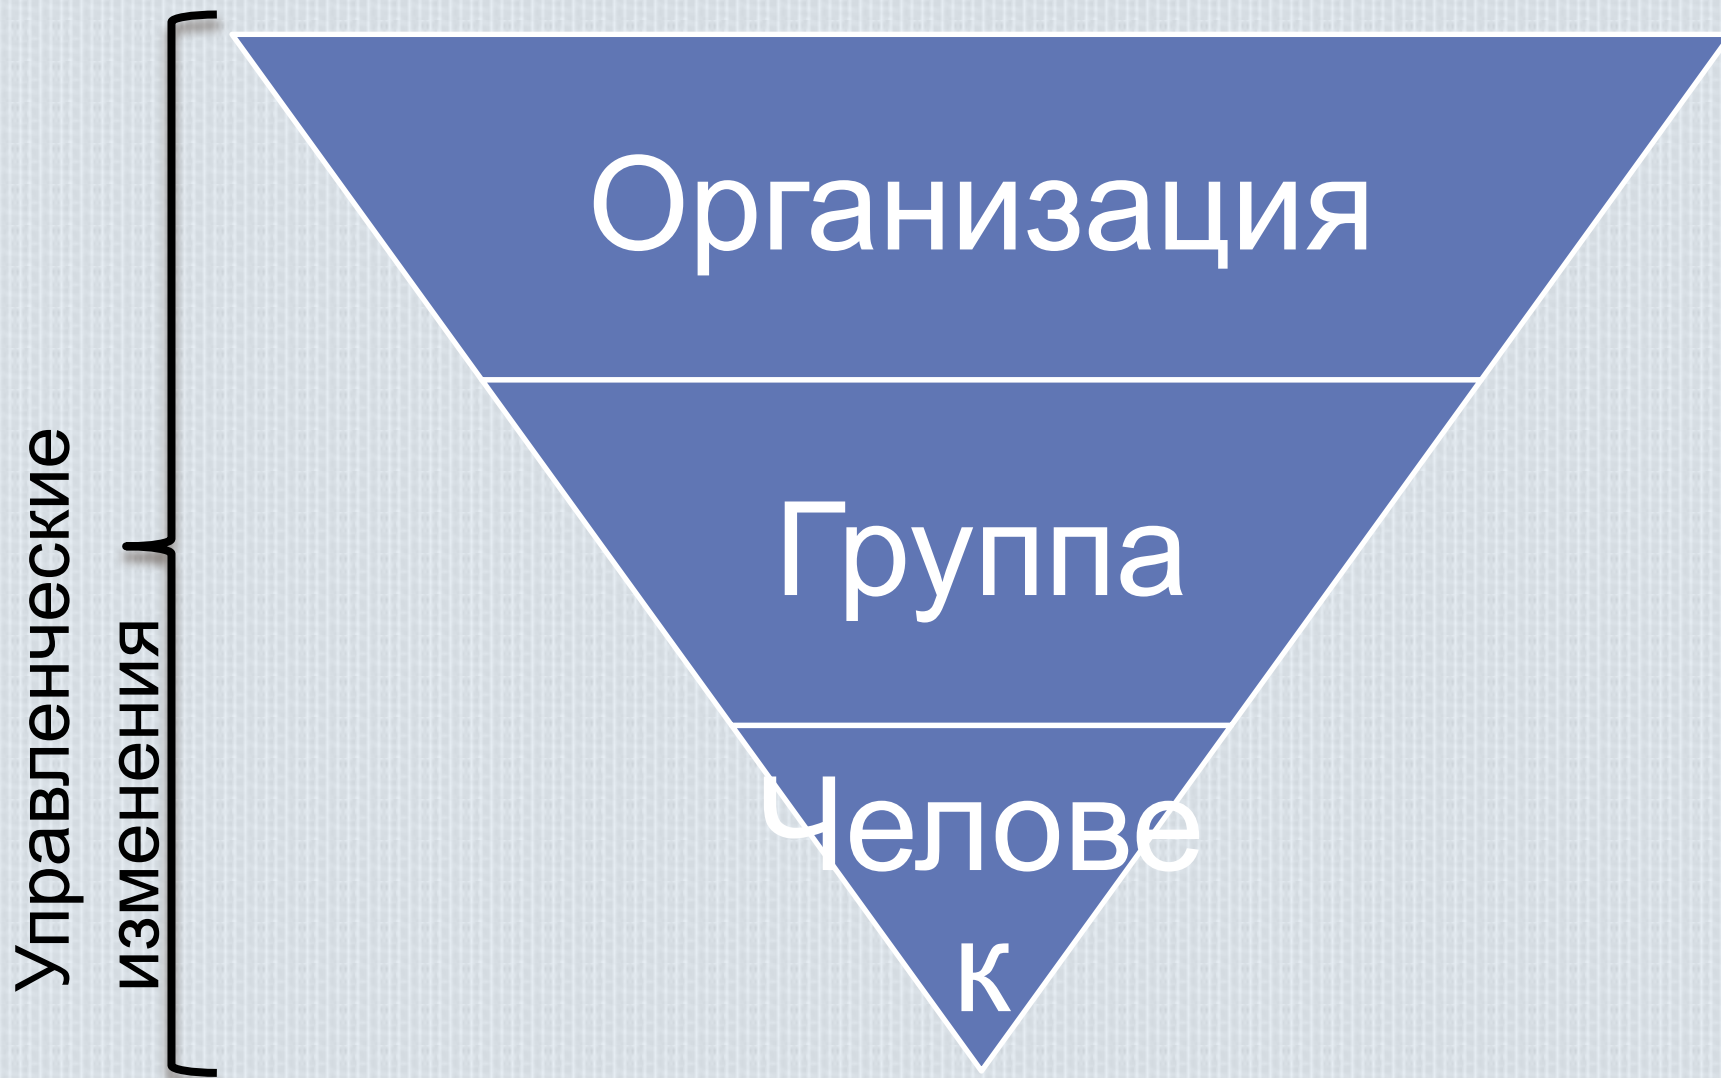 Управленческие
изменения
Организация
Группа
Челове
к